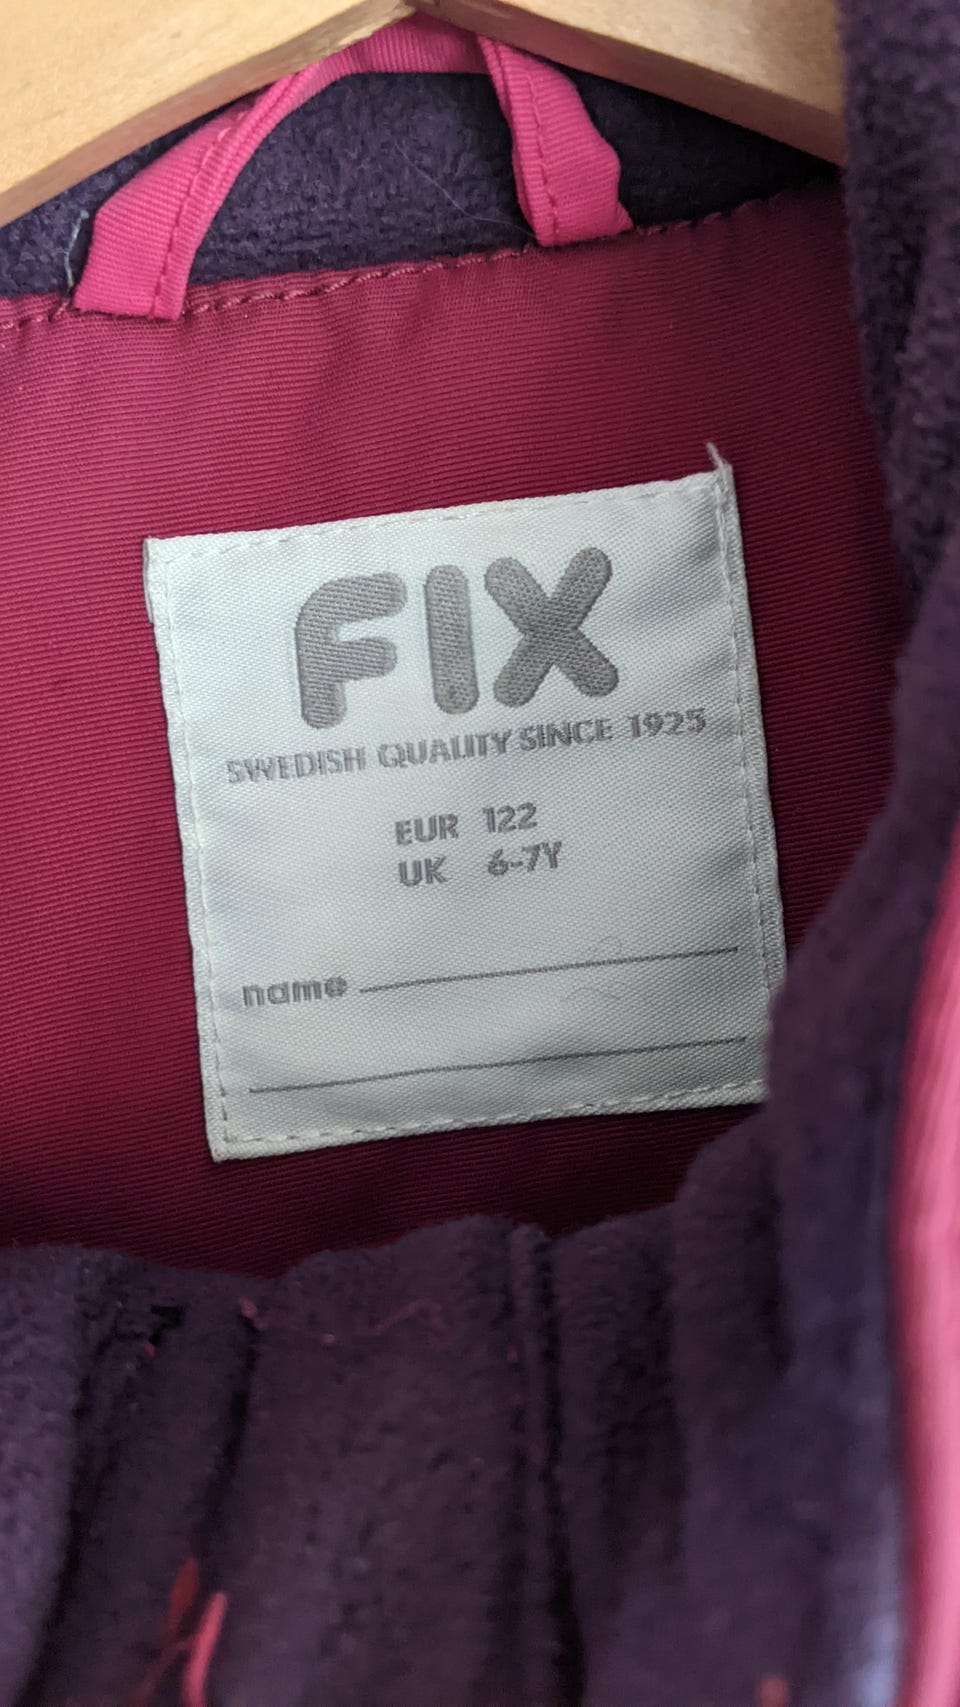 FIX
SWEDISH QUALITY SINCE 1925
EUR 122
UK 6-7Y
name